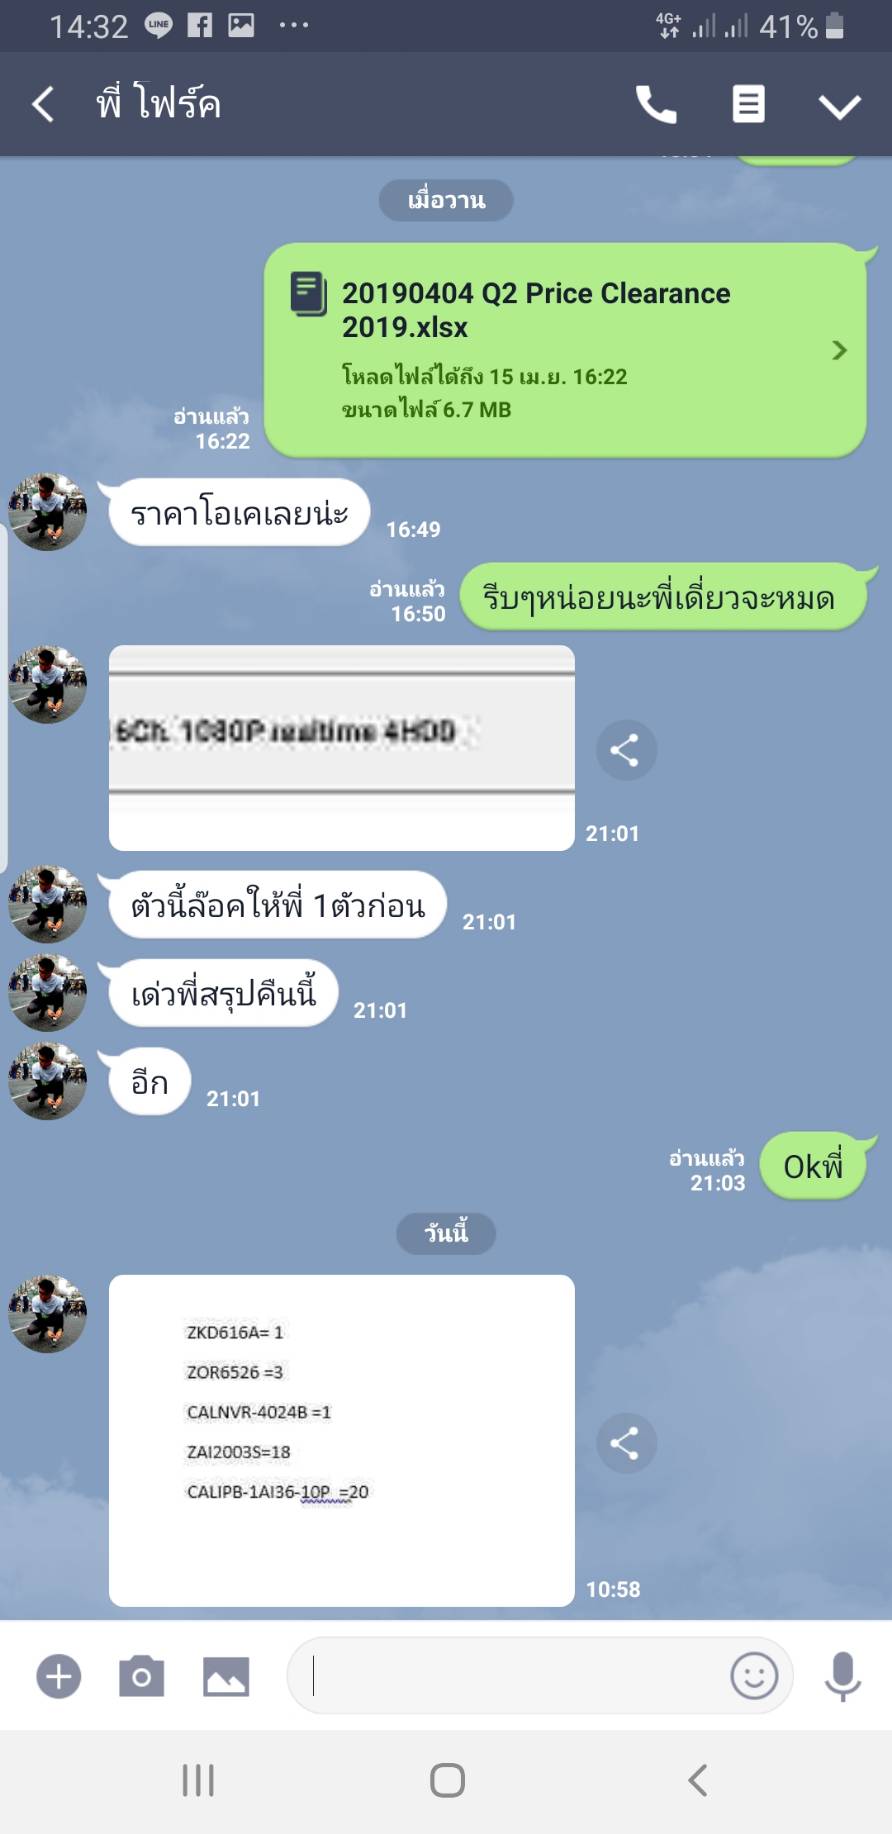 14:32 LINE ... 4G+ 41%
พี่ โฟร์ค
เมื่อวาน
20190404 Q2 Price Clearance
2019.xlsx
โหลดไฟล์ได้ถึง 15 เม.ย. 16:22
ขนาดไฟล์ 6.7 MB
อ่านแล้ว
16:22
ราคาโอเคเลยน่ะ
16:49
รีบๆหน่อยนะพี่เดี่ยวจะหมด
อ่านแล้ว
16:50
6Ch. 1080P realtime 4HDD
21:01
ตัวนี้ล๊อคให้พี่ 1ตัวก่อน
21:01
เด่วพี่สรุปคืนนี้
21:01
อีก
21:01
Okพี่
อ่านแล้ว
21:03
วันนี้
ZKD616A= 1
ZOR6526 =3
CALNVR-4024B =1
ZAI2003S=18
CALIPB-1AI36-10P =20
10:58